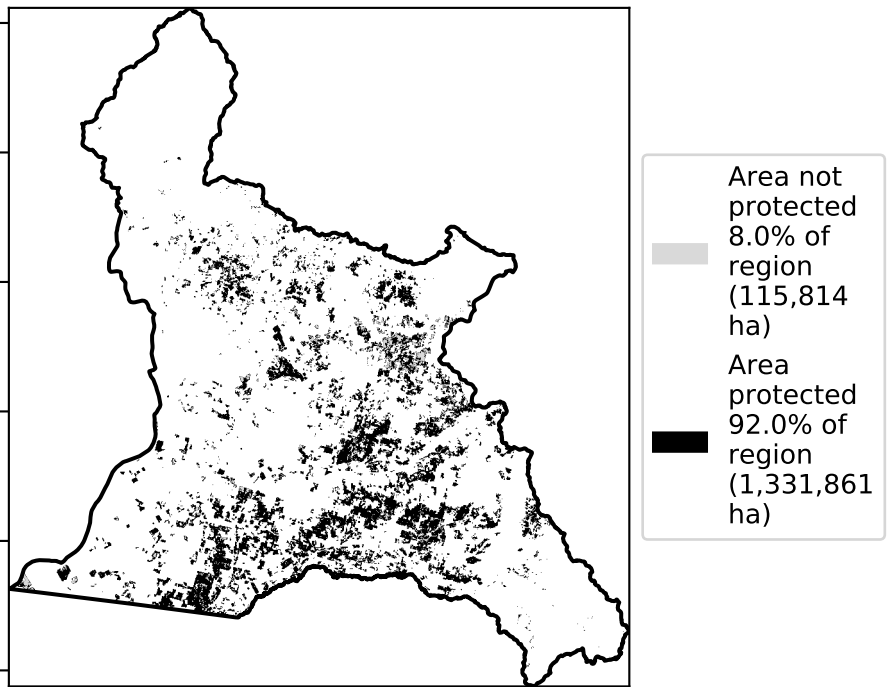 Area not
protected
8.0% of
region
(115,814
ha)
Area
protected
92.0% of
region
(1,331,861
ha)